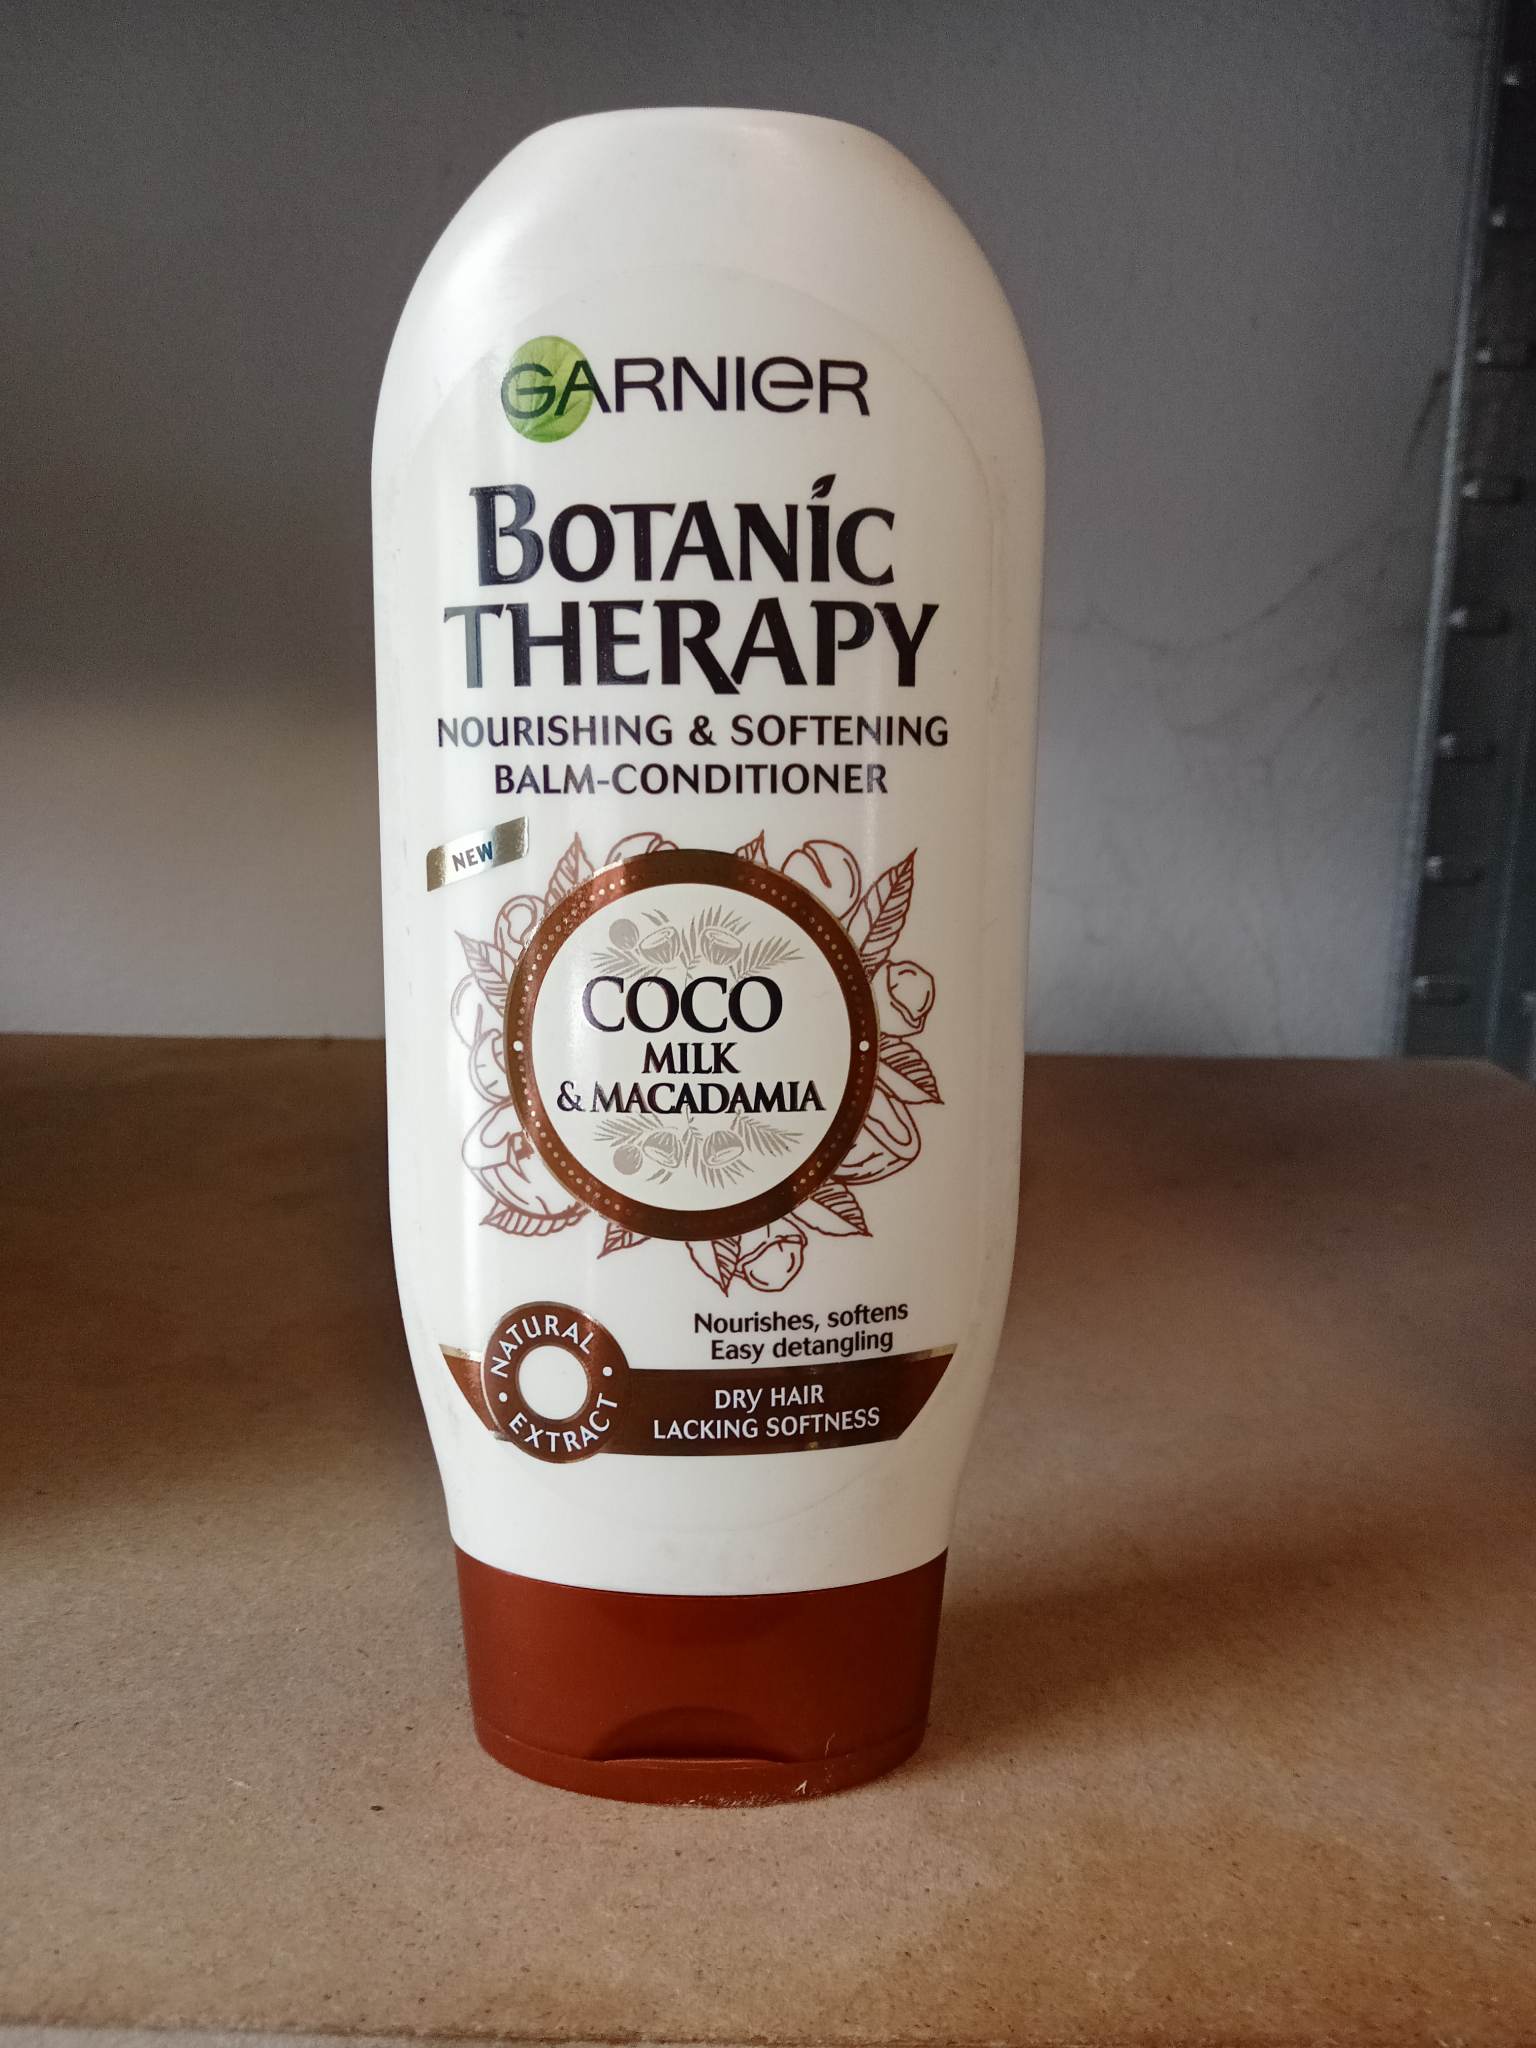 GARNIER
BOTANIC
THERAPY
NOURISHING & SOFTENING
BALM-CONDITIONER
NEW
COCO
MILK
& MACADAMIA
Nourishes, softens
Easy detangling
NATURAL
EXTRACT
DRY HAIR
LACKING SOFTNESS